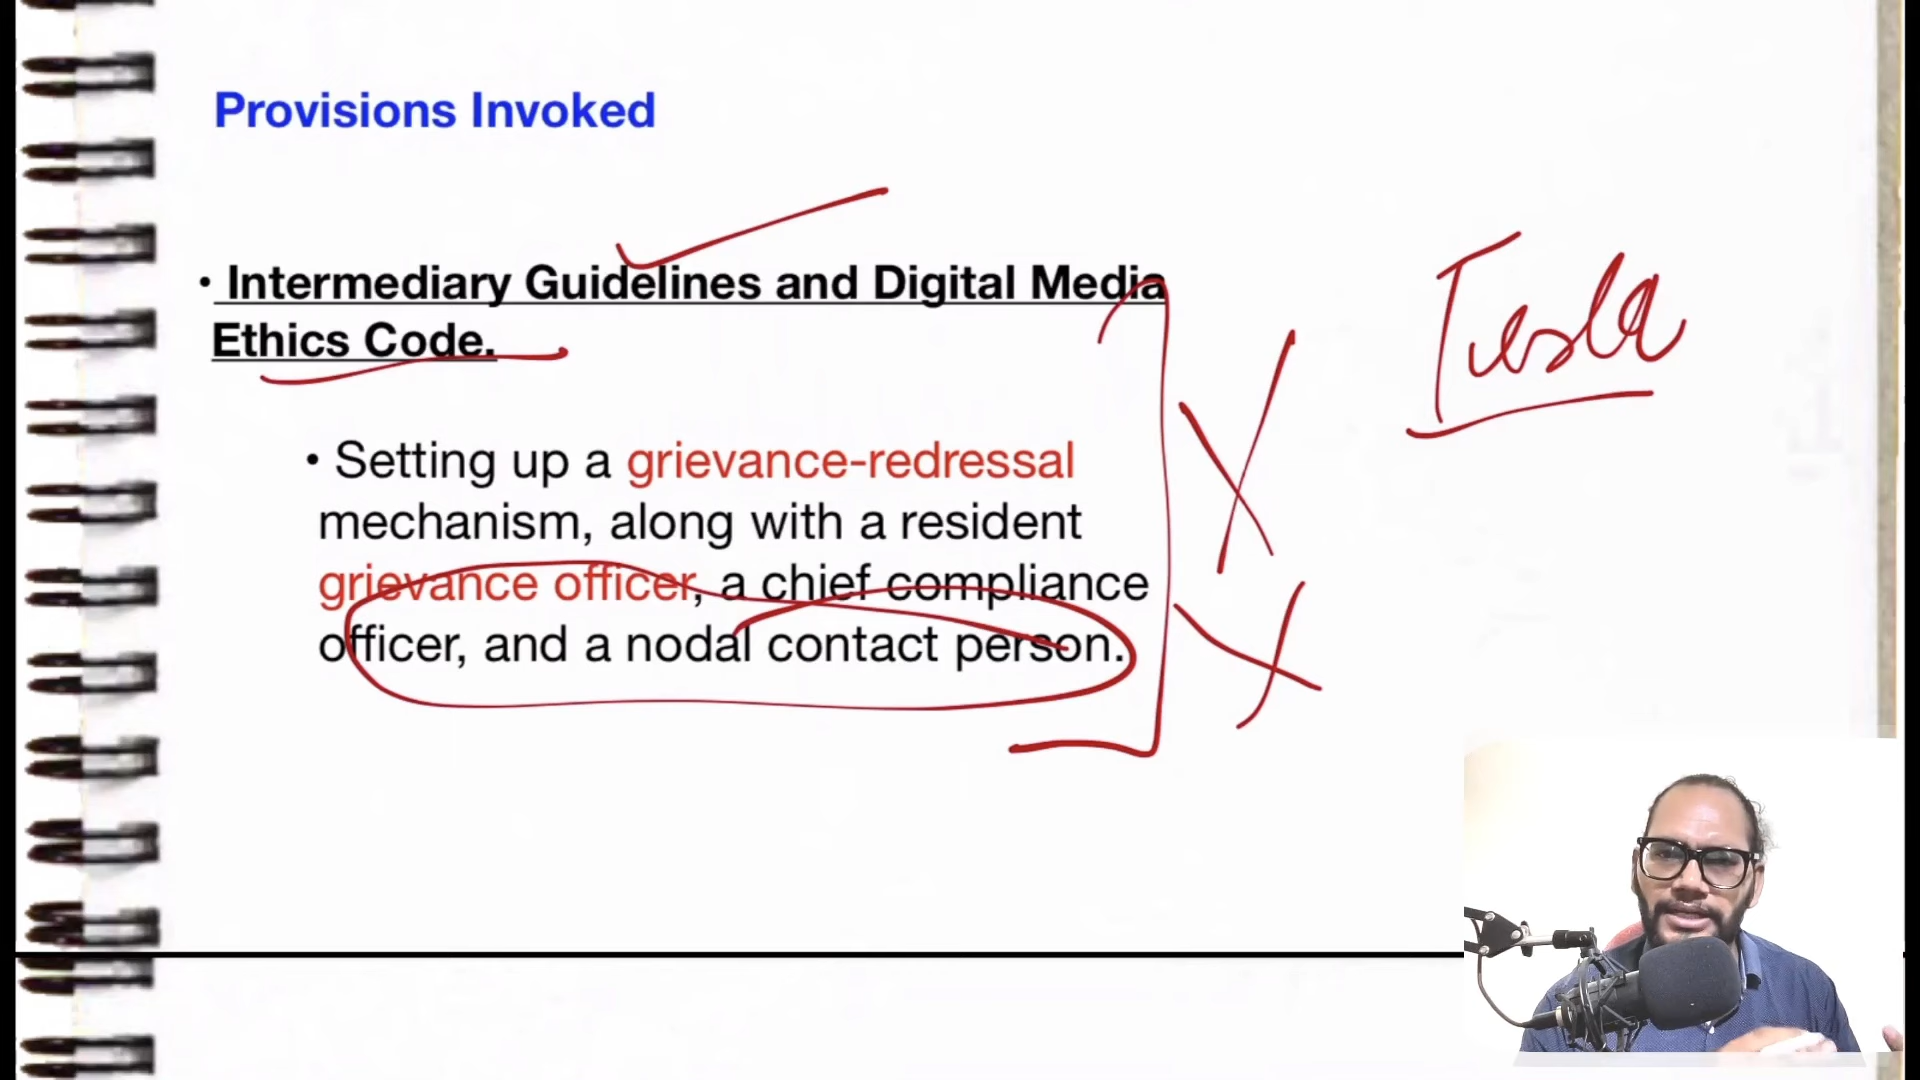 Provisions Invoked
• Intermediary Guidelines and Digital Media
Ethics Code.
Tesla
• Setting up a grievance-redressal
mechanism, along with a resident
grievance officer, a chief compliance
officer, and a nodal contact person.